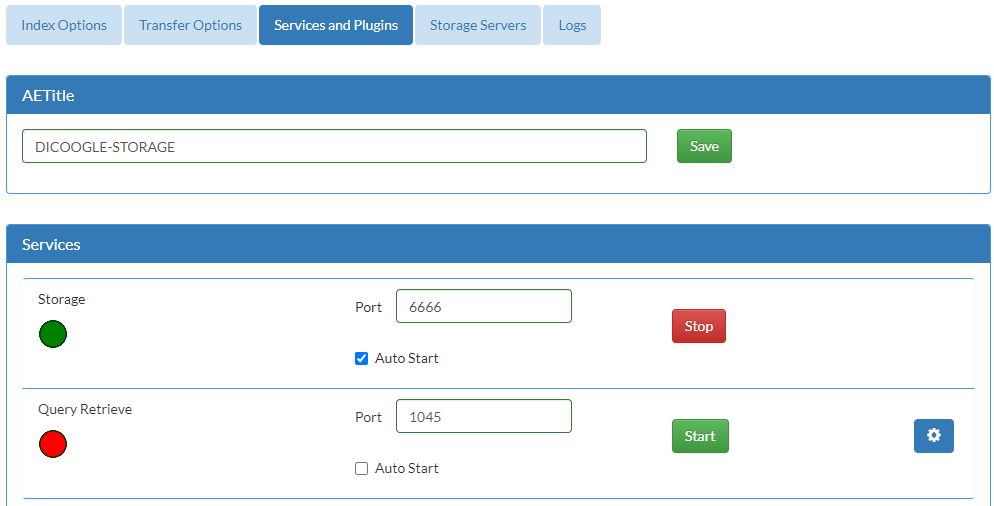 Index Options Transfer Options Services and Plugins Storage Servers Logs
AETitle
DICOOGLE-STORAGE Save
Services
Storage
Port 6666
Stop
Auto Start
Query Retrieve
Port 1045
Start
Auto Start